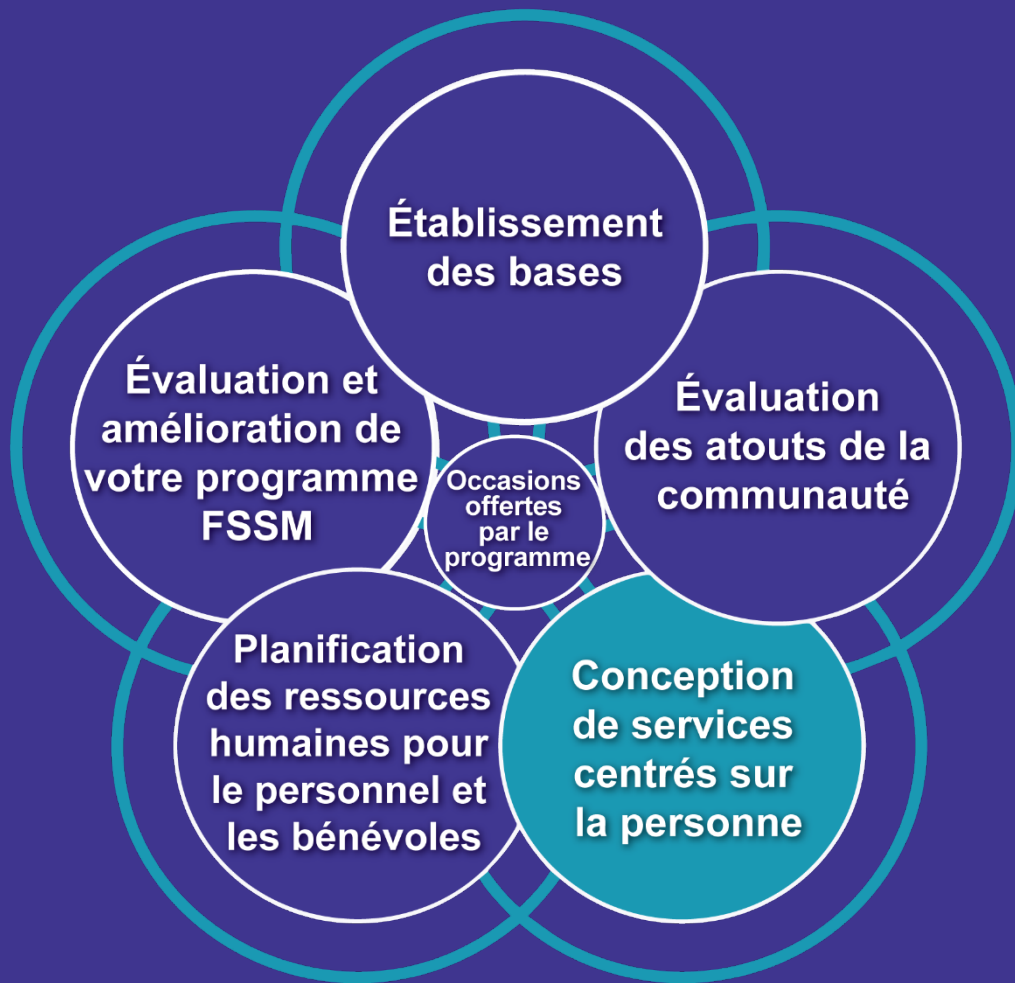 Établissement
des bases
Évaluation et
amélioration de
votre programme
FSSM
Évaluation
des atouts de la
communauté
Occasions
offertes
par le
programme
Planification
des ressources
humaines pour
le personnel et
les bénévoles
Conception
de services
centrés sur
la personne